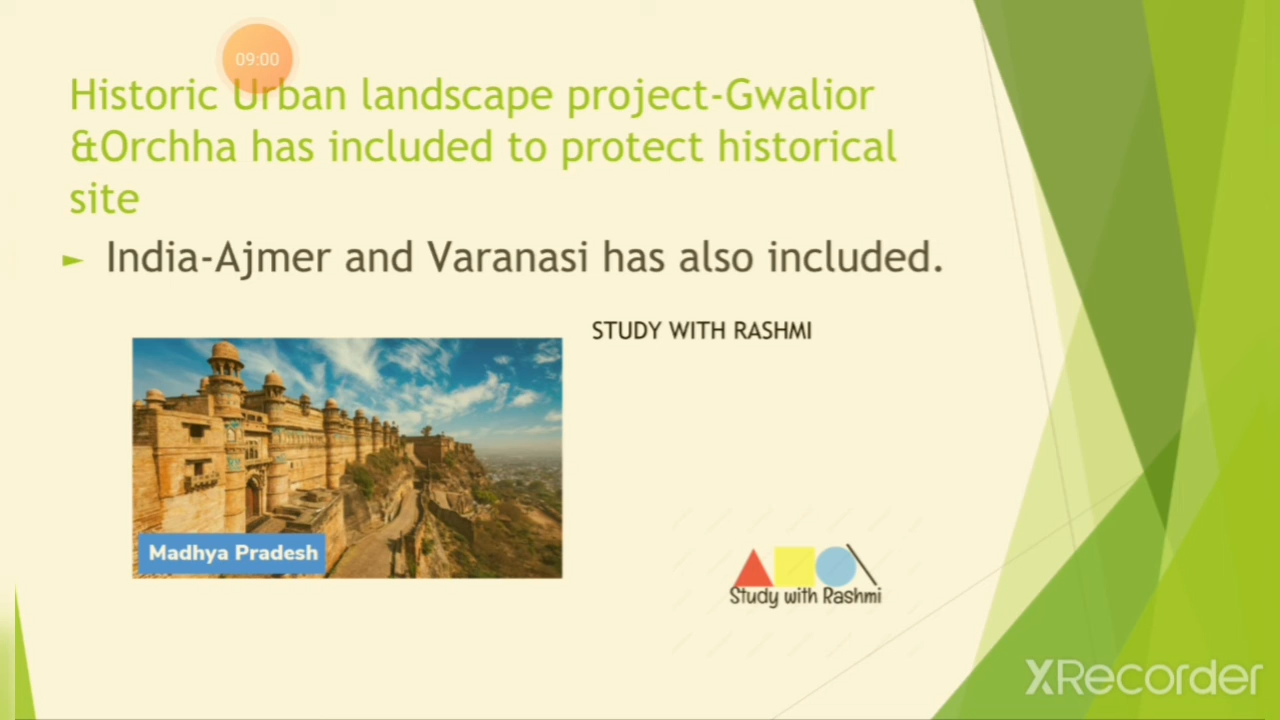 09:00
Historic Urban landscape project-Gwalior
&Orchha has included to protect historical
site
► India-Ajmer and Varanasi has also included.
STUDY WITH RASHMI
Madhya Pradesh
Study with Rashmi
XRecorder